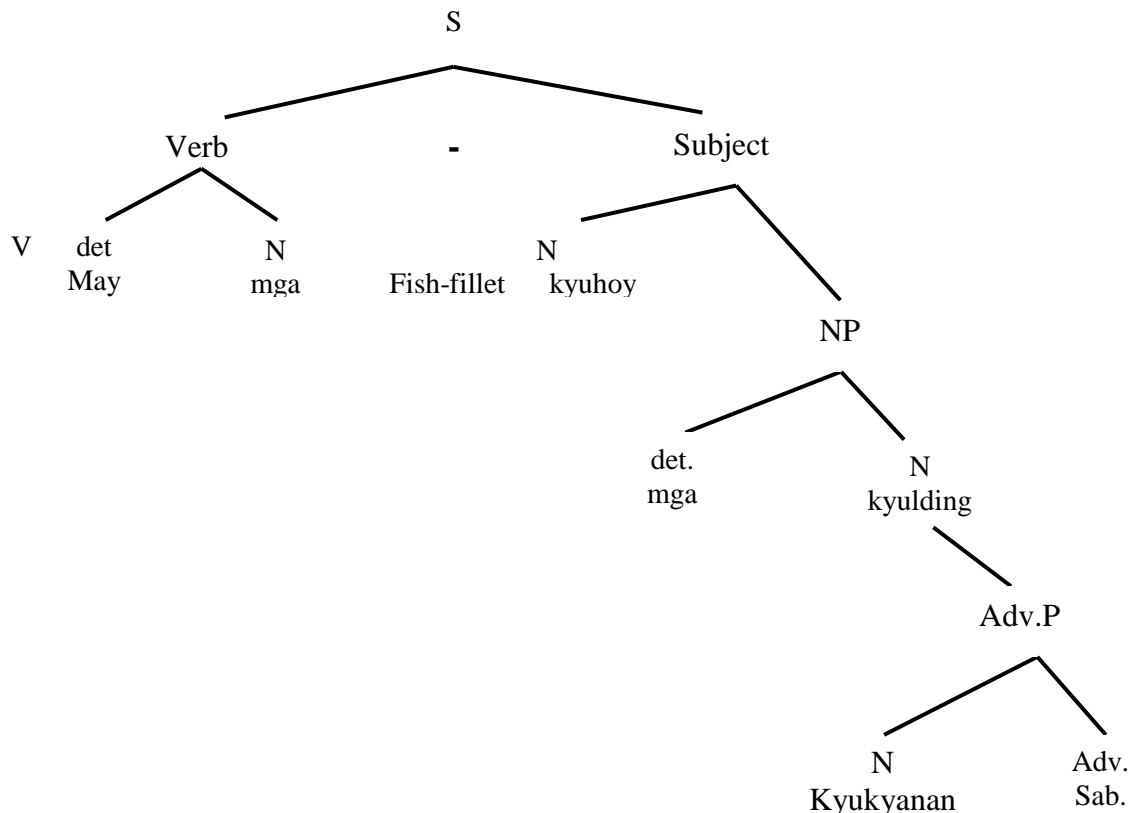 S
Verb - Subject
V det N N
May mga Fish-fillet kyuhoy
NP
det. N
mga kyulding
Adv.P
N Adv.
Kyukyanan Sab.